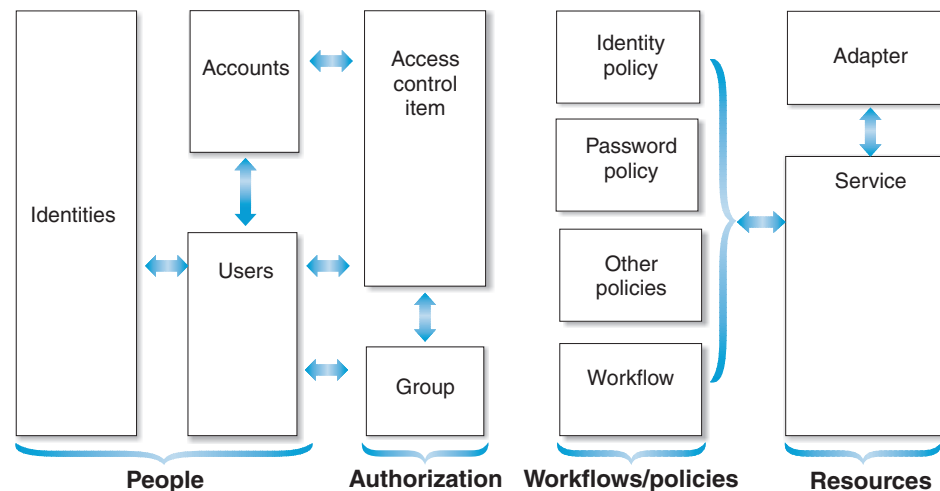 Identities
Accounts
Users
Access
control
item
Group
Identity
policy
Password
policy
Other
policies
Workflow
Adapter
Service
People
Authorization
Workflows/policies
Resources